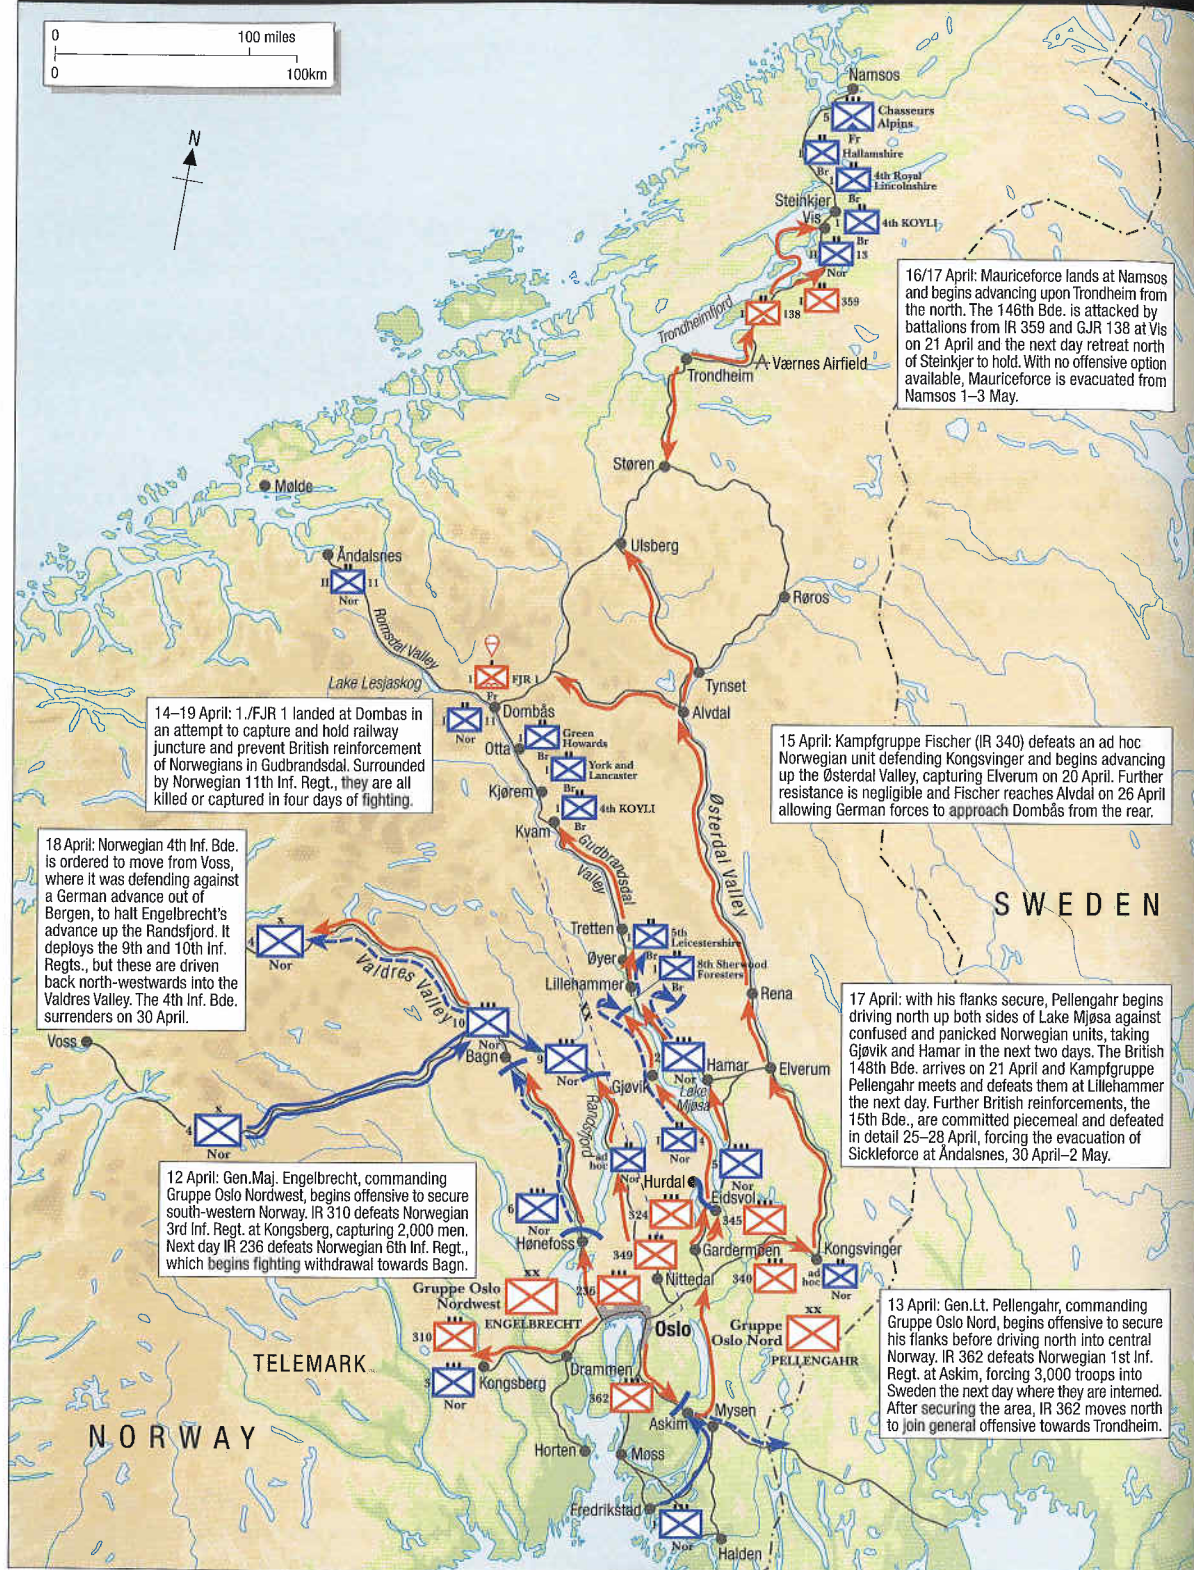 0 100 miles
0 100km
N
Namsos
5 Chasseurs
Alpins
Fr
1 Hallamshire
Br
1 4th Royal
Lincolnshire
Br
Steinkjer
Vis
1 4th KOYLI
Br
II 13
Nor
1 359
1 138
Trondheimfjord
Værnes Airfield
Trondheim
16/17 April: Mauriceforce lands at Namsos
and begins advancing upon Trondheim from
the north. The 146th Bde. is attacked by
battalions from IR 359 and GJR 138 at Vis
on 21 April and the next day retreat north
of Steinkjer to hold. With no offensive option
available, Mauriceforce is evacuated from
Namsos 1–3 May.
Støren
Mølde
Ulsberg
Åndalsnes
II 11
Nor
Røros
Romsdal Valley
Lake Lesjaskog
1 FJR 1
Tynset
Dombås
Alvdal
1 11
Nor
Otta
1 Green
Howards
Br
1 York and
Lancaster
Br
Kjørem
1 4th KOYLI
Br
Kvam
14–19 April: 1./FJR 1 landed at Dombas in
an attempt to capture and hold railway
juncture and prevent British reinforcement
of Norwegians in Gudbrandsdal. Surrounded
by Norwegian 11th Inf. Regt., they are all
killed or captured in four days of fighting.
15 April: Kampfgruppe Fischer (IR 340) defeats an ad hoc
Norwegian unit defending Kongsvinger and begins advancing
up the Østerdal Valley, capturing Elverum on 20 April. Further
resistance is negligible and Fischer reaches Alvdal on 26 April
allowing German forces to approach Dombås from the rear.
Gudbrandsdal
Valley
Østerdal Valley
18 April: Norwegian 4th Inf. Bde.
is ordered to move from Voss,
where it was defending against
a German advance out of
Bergen, to halt Engelbrecht's
advance up the Randsfjord. It
deploys the 9th and 10th Inf.
Regts., but these are driven
back north-westwards into the
Valdres Valley. The 4th Inf. Bde.
surrenders on 30 April.
SWEDEN
x
4
Nor
Valdres Valley
Tretten
1 5th
Leicestershire
Br
Øyer
1 8th Sherwood
Foresters
Br
Lillehammer
Rena
xx
10
Nor
Voss
Bagn
9
Nor
2
Nor
Hamar
Elverum
Gjøvik
Lake
Mjøsa
17 April: with his flanks secure, Pellengahr begins
driving north up both sides of Lake Mjøsa against
confused and panicked Norwegian units, taking
Gjøvik and Hamar in the next two days. The British
148th Bde. arrives on 21 April and Kampfgruppe
Pellengahr meets and defeats them at Lillehammer
the next day. Further British reinforcements, the
15th Bde., are committed piecemeal and defeated
in detail 25–28 April, forcing the evacuation of
Sickleforce at Åndalsnes, 30 April–2 May.
x
4
Nor
Randsfjord
1 4
Nor
ad
hoc
Nor
5
Nor
Hurdal
Eidsvol
324
345
6
Nor
Hønefoss
349
Gardermoen
Kongsvinger
340
ad
hoc
Nor
Nittedal
12 April: Gen.Maj. Engelbrecht, commanding
Gruppe Oslo Nordwest, begins offensive to secure
south-western Norway. IR 310 defeats Norwegian
3rd Inf. Regt. at Kongsberg, capturing 2,000 men.
Next day IR 236 defeats Norwegian 6th Inf. Regt.,
which begins fighting withdrawal towards Bagn.
xx
Gruppe Oslo
Nordwest
ENGELBRECHT
236
Oslo
xx
Gruppe
Oslo Nord
PELLENGAHR
310
TELEMARK
Drammen
3
Nor
Kongsberg
362
Askim
Mysen
13 April: Gen.Lt. Pellengahr, commanding
Gruppe Oslo Nord, begins offensive to secure
his flanks before driving north into central
Norway. IR 362 defeats Norwegian 1st Inf.
Regt. at Askim, forcing 3,000 troops into
Sweden the next day where they are interned.
After securing the area, IR 362 moves north
to join general offensive towards Trondheim.
NORWAY
Horten
Moss
Fredrikstad
1
Nor
Halden